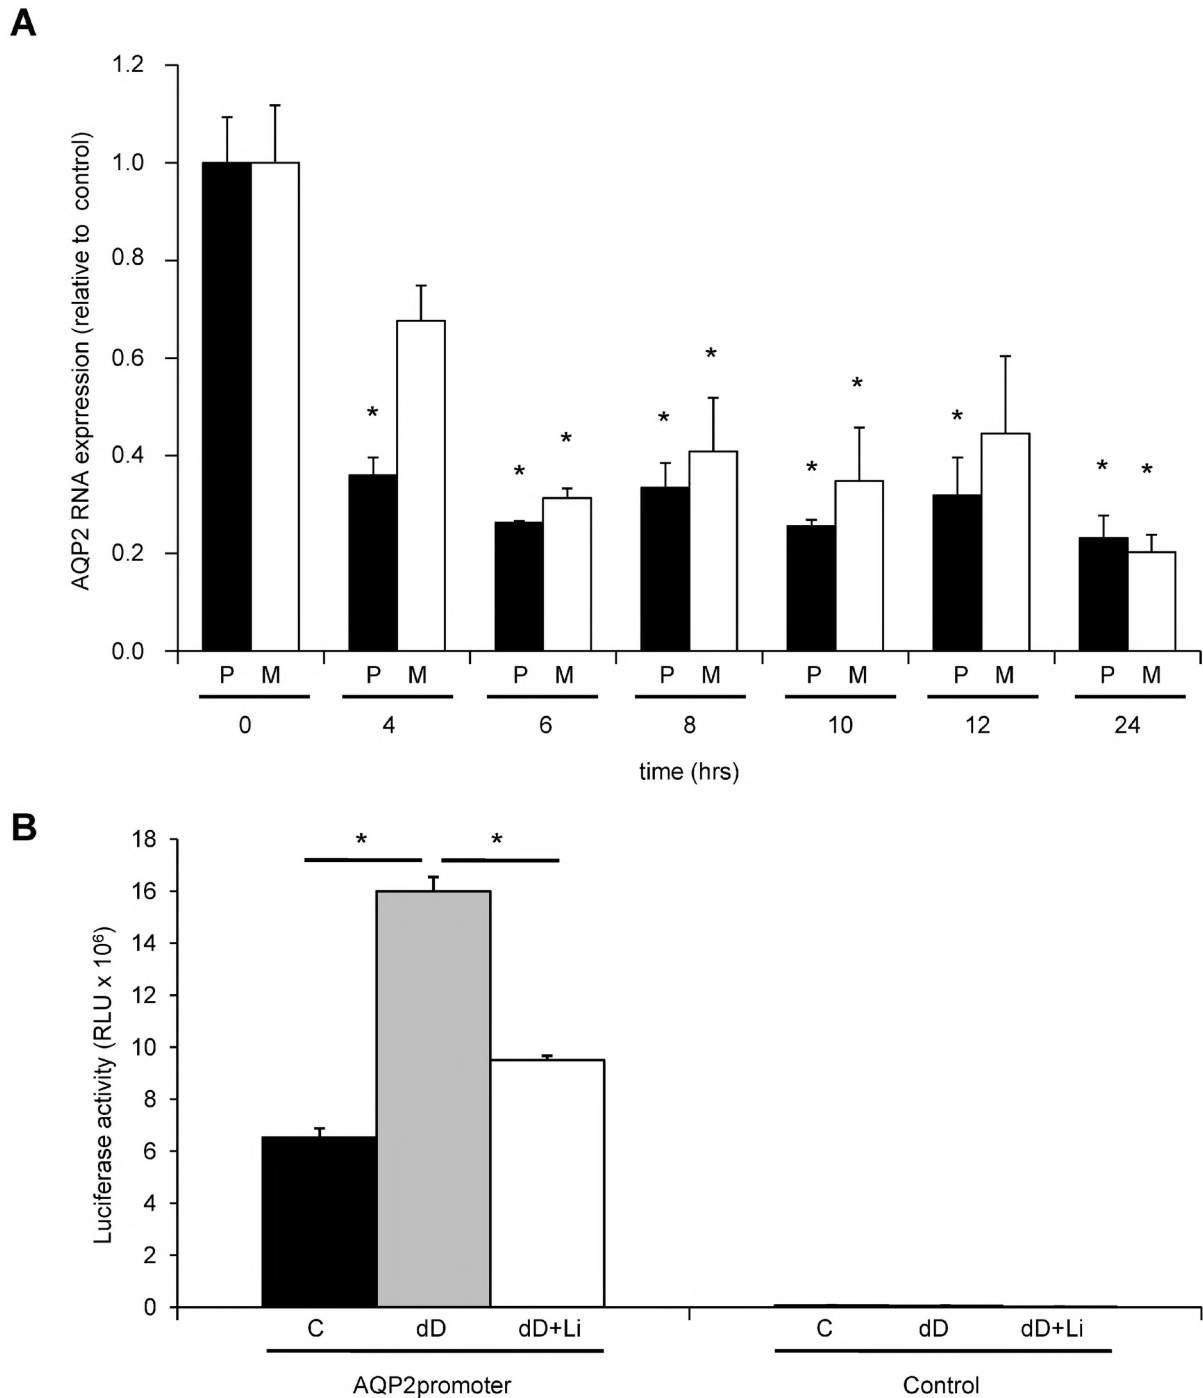 A
1.2
1.0
0.8
0.6
0.4
0.2
0.0
AQP2 RNA exprression (relative to control)
* * * * * * * * * * *
P M P M P M P M P M P M P M
0 4 6 8 10 12 24
time (hrs)
B
18
16
14
12
10
8
6
4
2
0
Luciferase activity (RLU x 10⁶)
* *
C dD dD+Li C dD dD+Li
AQP2promoter Control